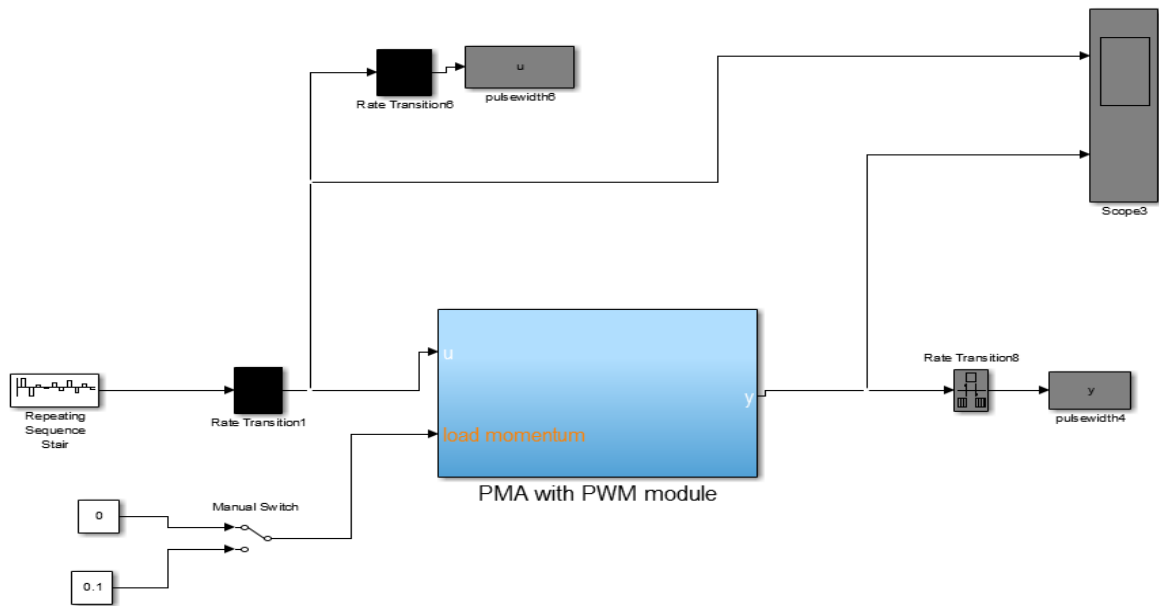 u
Rate Transition6
pulsewidth6
Scope3
u
Rate Transition8
y
y
Repeating
Sequence
Stair
Rate Transition1
pulsewidth4
load momentum
PMA with PWM module
Manual Switch
0
0.1